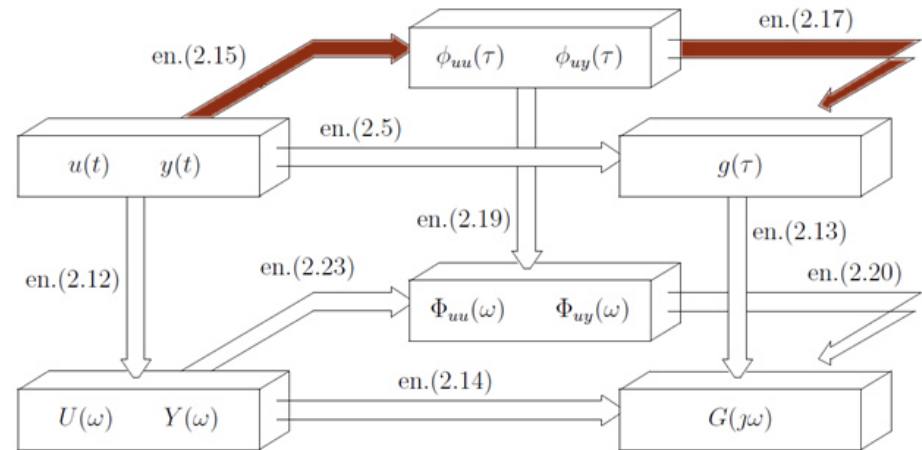 en.(2.17)
en.(2.15)
ϕuu(τ) ϕuy(τ)
en.(2.5)
u(t) y(t)
g(τ)
en.(2.19)
en.(2.13)
en.(2.12)
en.(2.23)
en.(2.20)
Φuu(ω) Φuy(ω)
en.(2.14)
U(ω) Y(ω)
G(ȷω)